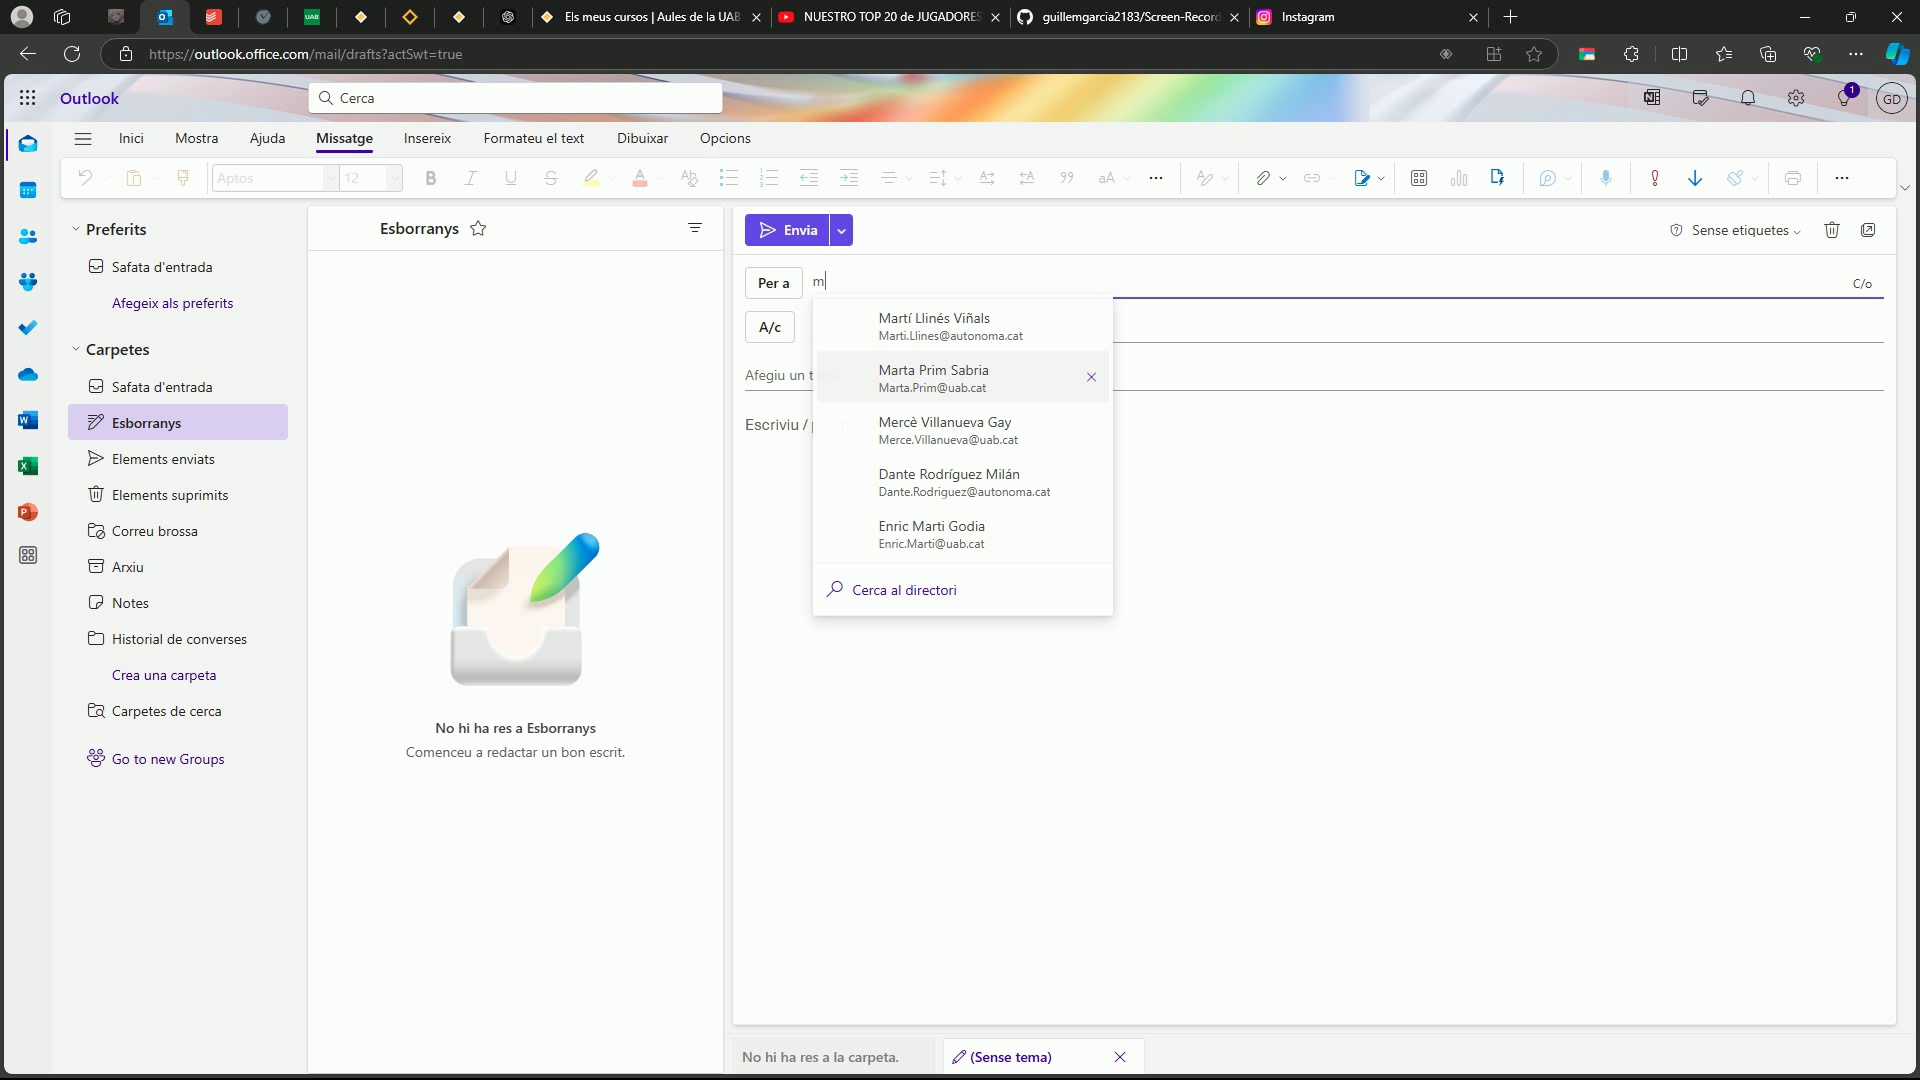 Els meus cursos | Aules de la UAB
NUESTRO TOP 20 de JUGADORES
guillemgarcia2183/Screen-Record
Instagram
https://outlook.office.com/mail/drafts?actSwt=true
Outlook
Cerca
1
GD
Inici Mostra Ajuda Missatge Insereix Formateu el text Dibuixar Opcions
Aptos 12
Preferits
Safata d'entrada
Afegeix als preferits
Carpetes
Safata d'entrada
Esborranys
Elements enviats
Elements suprimits
Correu brossa
Arxiu
Notes
Historial de converses
Crea una carpeta
Carpetes de cerca
Go to new Groups
Esborranys
No hi ha res a Esborranys
Comenceu a redactar un bon escrit.
Envia
Sense etiquetes
Per a m C/o
A/c
Afegiu un
Escriviu /
Martí Llinés Viñals
Marti.Llines@autonoma.cat
Marta Prim Sabria
Marta.Prim@uab.cat
Mercè Villanueva Gay
Merce.Villanueva@uab.cat
Dante Rodríguez Milán
Dante.Rodriguez@autonoma.cat
Enric Marti Godia
Enric.Marti@uab.cat
Cerca al directori
No hi ha res a la carpeta.
(Sense tema)